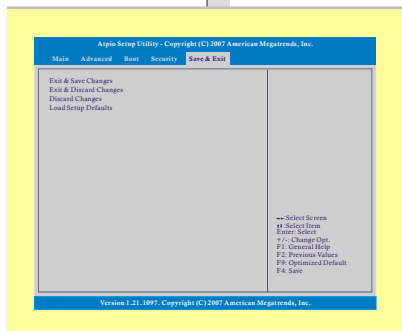 Atpio Setup Utility - Copyright (C) 2007 American Megatrends, Inc.
Main Advanced Boot Security Save & Exit
Exit & Save Changes
Exit & Discard Changes
Discard Changes
Load Setup Defaults
→←:Select Screen
↑↓:Select Item
Enter: Select
+/-: Change Opt.
F1: General Help
F2: Previous Values
F9: Optimized Default
F4: Save
Version 1.21.1097. Copyright (C) 2007 American Megatrends, Inc.